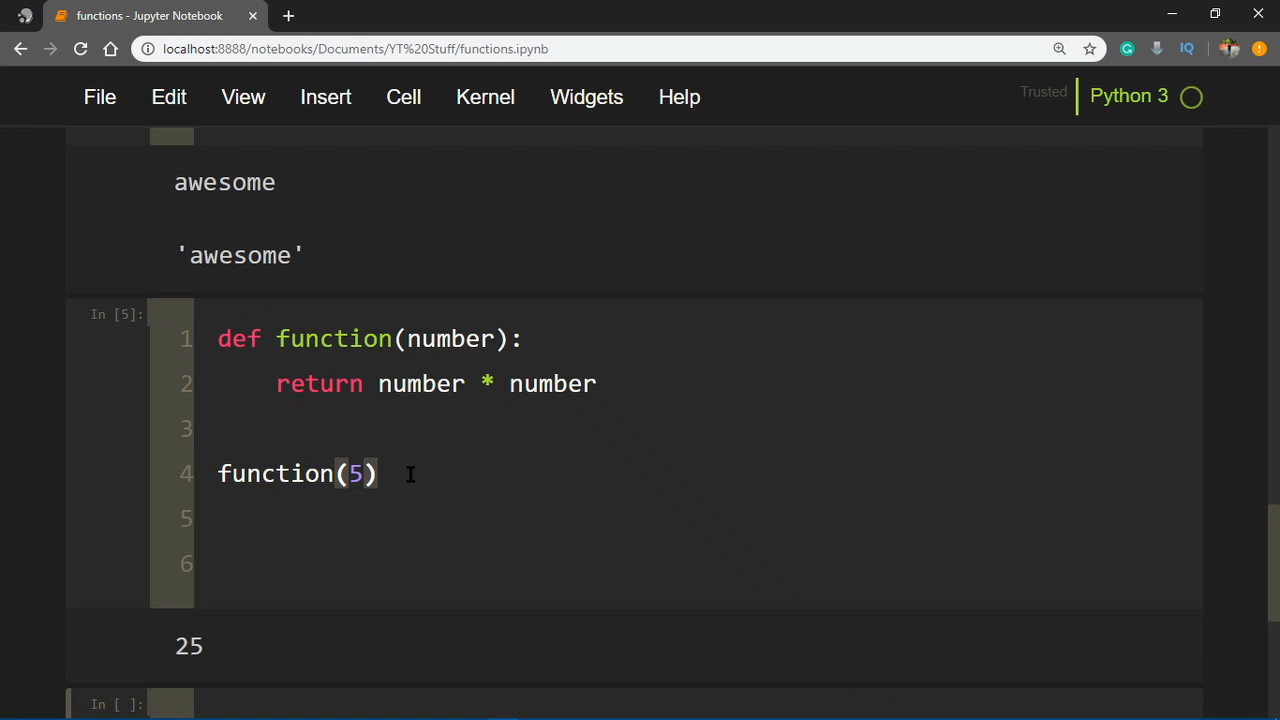 functions - Jupyter Notebook
localhost:8888/notebooks/Documents/YT%20Stuff/functions.ipynb
File Edit View Insert Cell Kernel Widgets Help Trusted Python 3
awesome
'awesome'
In [5]:
1 def function(number):
2 return number * number
3
4 function(5)
5
6
25
In [ ]: